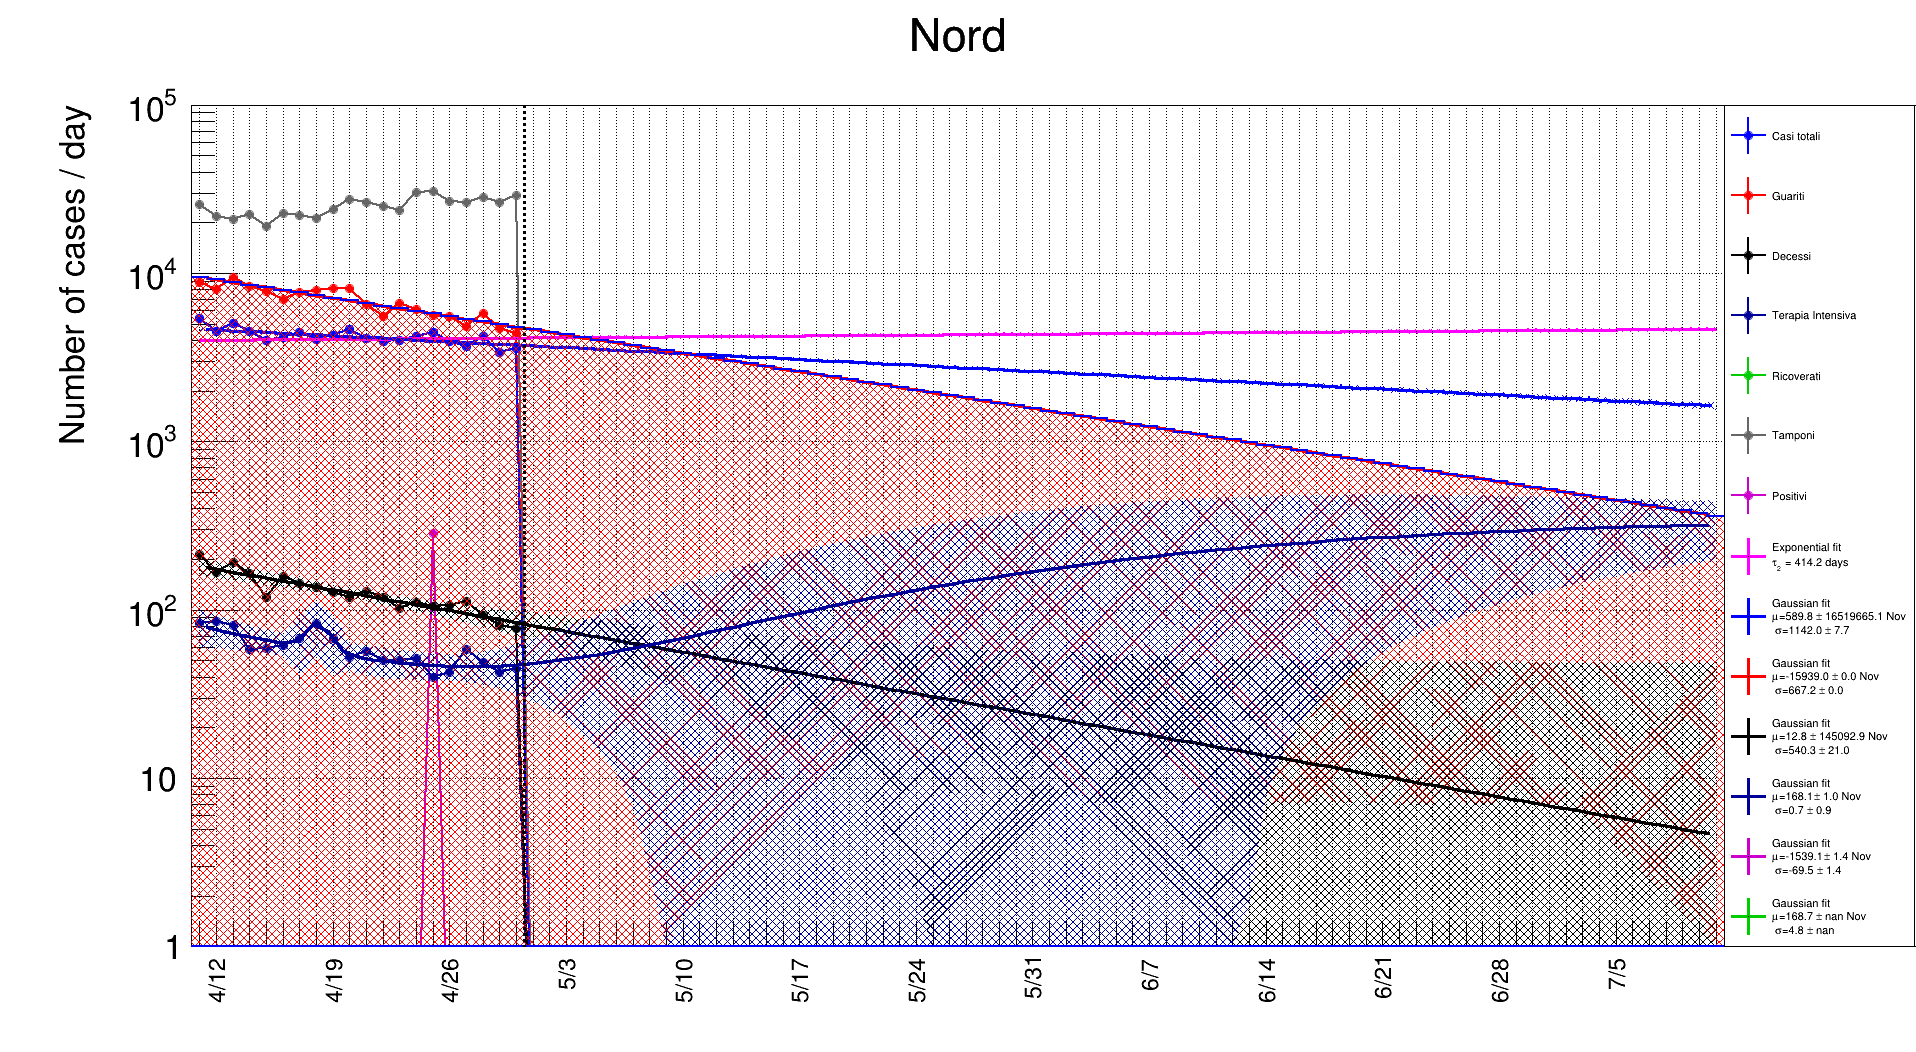 Nord
Number of cases / day
10^5
10^4
10^3
10^2
10
1
4/12
4/19
4/26
5/3
5/10
5/17
5/24
5/31
6/7
6/14
6/21
6/28
7/5
Casi totali
Guariti
Decessi
Terapia Intensiva
Ricoverati
Tamponi
Positivi
Exponential fit
τ_2 = 414.2 days
Gaussian fit
μ=589.8 ± 16519665.1 Nov
σ=1142.0 ± 7.7
Gaussian fit
μ=-15939.0 ± 0.0 Nov
σ=667.2 ± 0.0
Gaussian fit
μ=12.8 ± 145092.9 Nov
σ=540.3 ± 21.0
Gaussian fit
μ=168.1 ± 1.0 Nov
σ=0.7 ± 0.9
Gaussian fit
μ=-1539.1 ± 1.4 Nov
σ=-69.5 ± 1.4
Gaussian fit
μ=168.7 ± nan Nov
σ=4.8 ± nan